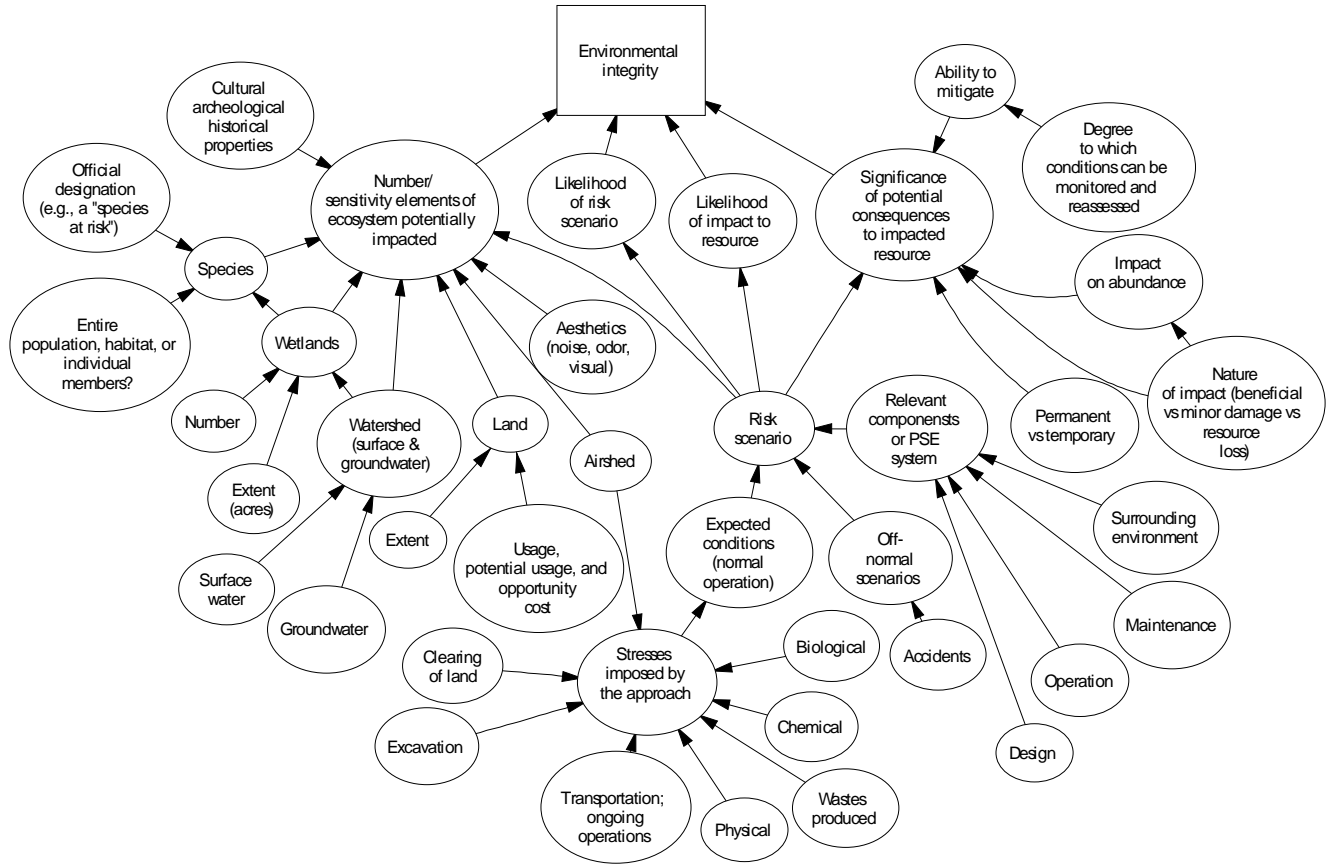 Environmental
integrity
Cultural
archeological
historical
properties
Ability to
mitigate
Degree
to which
conditions can be
monitored and
reassessed
Official
designation
(e.g., a "species
at risk")
Number/
sensitivity elements of
ecosystem potentially
impacted
Likelihood
of risk
scenario
Likelihood
of impact to
resource
Significance
of potential
consequences
to impacted
resource
Species
Impact
on abundance
Entire
population, habitat, or
individual
members?
Wetlands
Aesthetics
(noise, odor,
visual)
Number
Watershed
(surface &
groundwater)
Land
Airshed
Risk
scenario
Relevant
componensts
or PSE
system
Permanent
vs temporary
Nature
of impact (beneficial
vs minor damage vs
resource
loss)
Extent
(acres)
Extent
Usage,
potential usage, and
opportunity
cost
Expected
conditions
(normal
operation)
Off-
normal
scenarios
Surrounding
environment
Surface
water
Groundwater
Maintenance
Clearing
of land
Stresses
imposed by
the approach
Biological
Accidents
Operation
Excavation
Chemical
Design
Transportation;
ongoing
operations
Physical
Wastes
produced